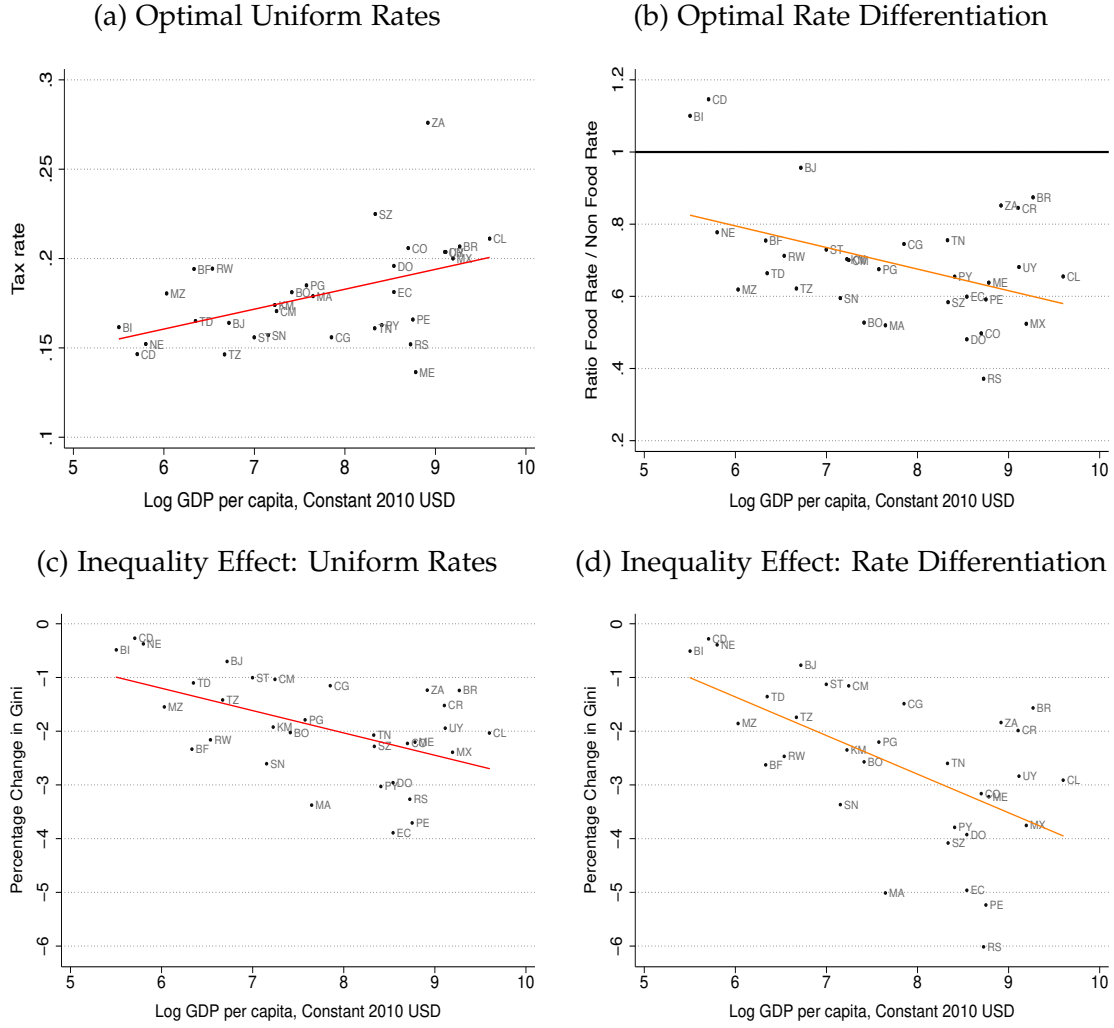 (a) Optimal Uniform Rates
(b) Optimal Rate Differentiation
Tax rate
.3
.25
.2
.15
.1
ZA
SZ
CO
BR
CL
MX
DO
BF
RW
MZ
BO
PG
MA
EC
KM
CM
TD
BJ
BI
PE
PY
TN
ST
SN
CG
NE
RS
CD
TZ
ME
5 6 7 8 9 10
Log GDP per capita, Constant 2010 USD
Ratio Food Rate / Non Food Rate
1.2
1
.8
.6
.4
.2
CD
BI
BJ
BR
ZA
CR
NE
BF
TN
CG
ST
RW
KM
CM
PG
UY
TD
PY
CL
ME
MZ
TZ
SN
EC
PE
SZ
BO
MA
MX
CO
DO
RS
5 6 7 8 9 10
Log GDP per capita, Constant 2010 USD
(c) Inequality Effect: Uniform Rates
(d) Inequality Effect: Rate Differentiation
Percentage Change in Gini
0
-1
-2
-3
-4
-5
-6
CD
NE
BI
BJ
ST
CM
TD
CG
ZA
BR
TZ
MZ
CR
PG
KM
BO
UY
CL
TN
RW
SZ
CO
ME
BF
MX
SN
DO
PY
RS
MA
PE
EC
5 6 7 8 9 10
Log GDP per capita, Constant 2010 USD
Percentage Change in Gini
0
-1
-2
-3
-4
-5
-6
CD
NE
BI
BJ
ST
CM
TD
CG
BR
TZ
MZ
ZA
CR
PG
KM
RW
BO
BF
TN
UY
CL
CO
ME
SN
MX
PY
DO
SZ
EC
MA
PE
RS
5 6 7 8 9 10
Log GDP per capita, Constant 2010 USD